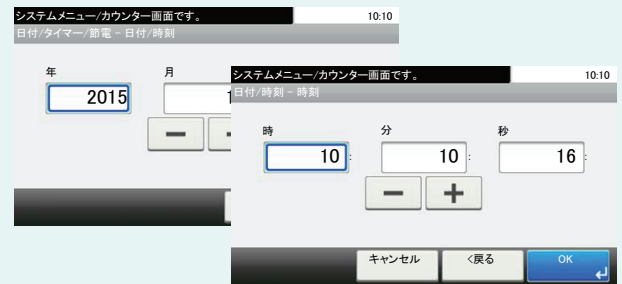 システムメニュー/カウンター画面です。 10:10
日付/タイマー/節電 - 日付/時刻
年 月
2015
システムメニュー/カウンター画面です。 10:10
日付/時刻 - 時刻
時 分 秒
10 : 10 : 16 :
− +
キャンセル <戻る OK